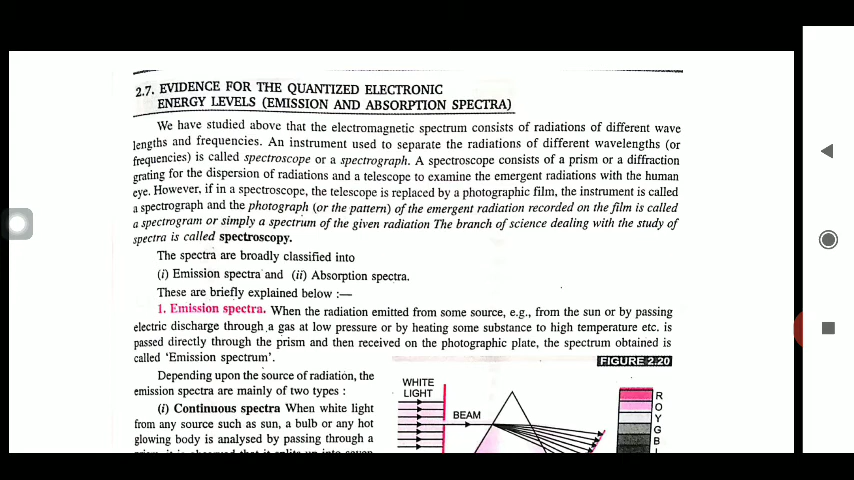 2.7. EVIDENCE FOR THE QUANTIZED ELECTRONIC
ENERGY LEVELS (EMISSION AND ABSORPTION SPECTRA)
We have studied above that the electromagnetic spectrum consists of radiations of different wave
lengths and frequencies. An instrument used to separate the radiations of different wavelengths (or
frequencies) is called spectroscope or a spectrograph. A spectroscope consists of a prism or a diffraction
grating for the dispersion of radiations and a telescope to examine the emergent radiations with the human
eye. However, if in a spectroscope, the telescope is replaced by a photographic film, the instrument is called
a spectrograph and the photograph (or the pattern) of the emergent radiation recorded on the film is called
a spectrogram or simply a spectrum of the given radiation The branch of science dealing with the study of
spectra is called spectroscopy.
The spectra are broadly classified into
(i) Emission spectra and (ii) Absorption spectra.
These are briefly explained below :—
1. Emission spectra. When the radiation emitted from some source, e.g., from the sun or by passing
electric discharge through a gas at low pressure or by heating some substance to high temperature etc. is
passed directly through the prism and then received on the photographic plate, the spectrum obtained is
called ‘Emission spectrum’.
Depending upon the source of radiation, the
emission spectra are mainly of two types :
(i) Continuous spectra When white light
from any source such as sun, a bulb or any hot
glowing body is analysed by passing through a
FIGURE 2.20
WHITE
LIGHT
BEAM
R
O
Y
G
B